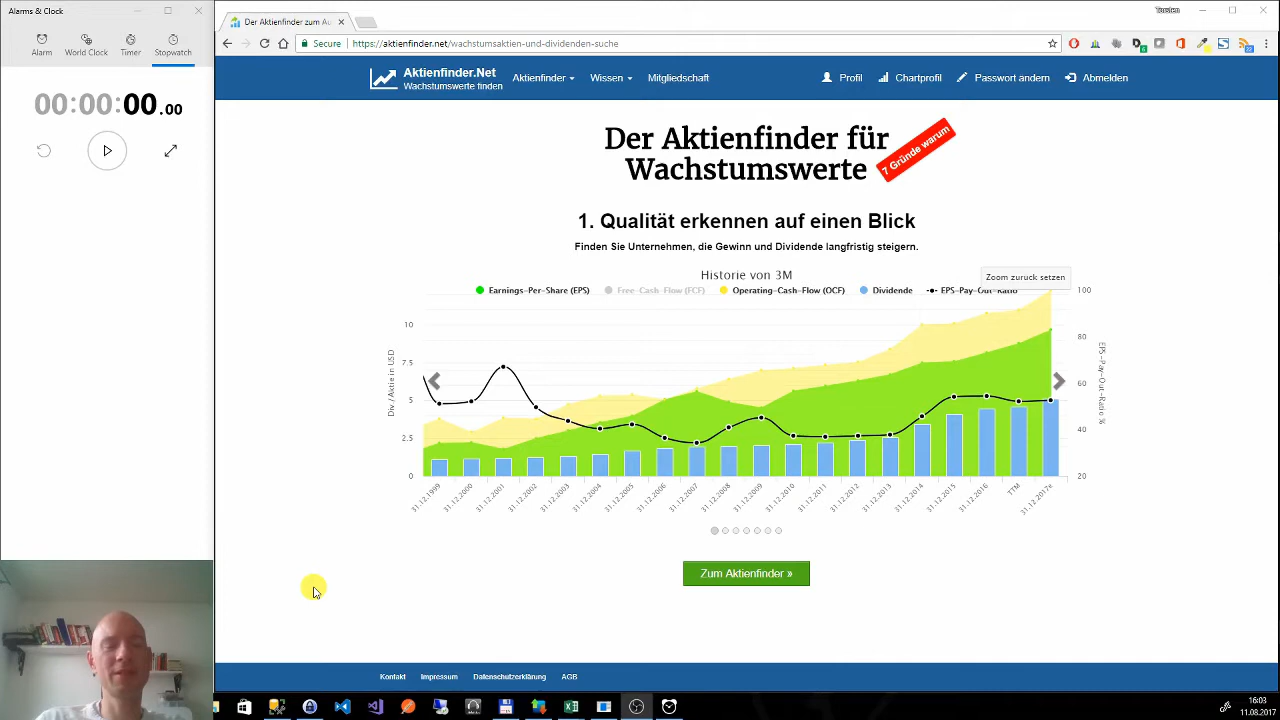 Alarms & Clock
Alarm
World Clock
Timer
Stopwatch
00:00:00.00
Der Aktienfinder zum Au
Torsten
Secure
https://aktienfinder.net/wachstumsaktien-und-dividenden-suche
Aktienfinder.Net
Wachstumswerte finden
Aktienfinder
Wissen
Mitgliedschaft
Profil
Chartprofil
Passwort ändern
Abmelden
Der Aktienfinder für
Wachstumswerte
7 Gründe warum
1. Qualität erkennen auf einen Blick
Finden Sie Unternehmen, die Gewinn und Dividende langfristig steigern.
Historie von 3M
Zoom zurück setzen
Earnings-Per-Share (EPS)
Free-Cash-Flow (FCF)
Operating-Cash-Flow (OCF)
Dividende
EPS-Pay-Out-Ratio
Div / Aktie in USD
10
7.5
5
2.5
0
100
80
60
40
20
EPS-Pay-Out-Ratio %
31.12.1999
31.12.2000
31.12.2001
31.12.2002
31.12.2003
31.12.2004
31.12.2005
31.12.2006
31.12.2007
31.12.2008
31.12.2009
31.12.2010
31.12.2011
31.12.2012
31.12.2013
31.12.2014
31.12.2015
31.12.2016
TTM
31.12.2017e
Zum Aktienfinder »
Kontakt
Impressum
Datenschutzerklärung
AGB
16:03
11.08.2017